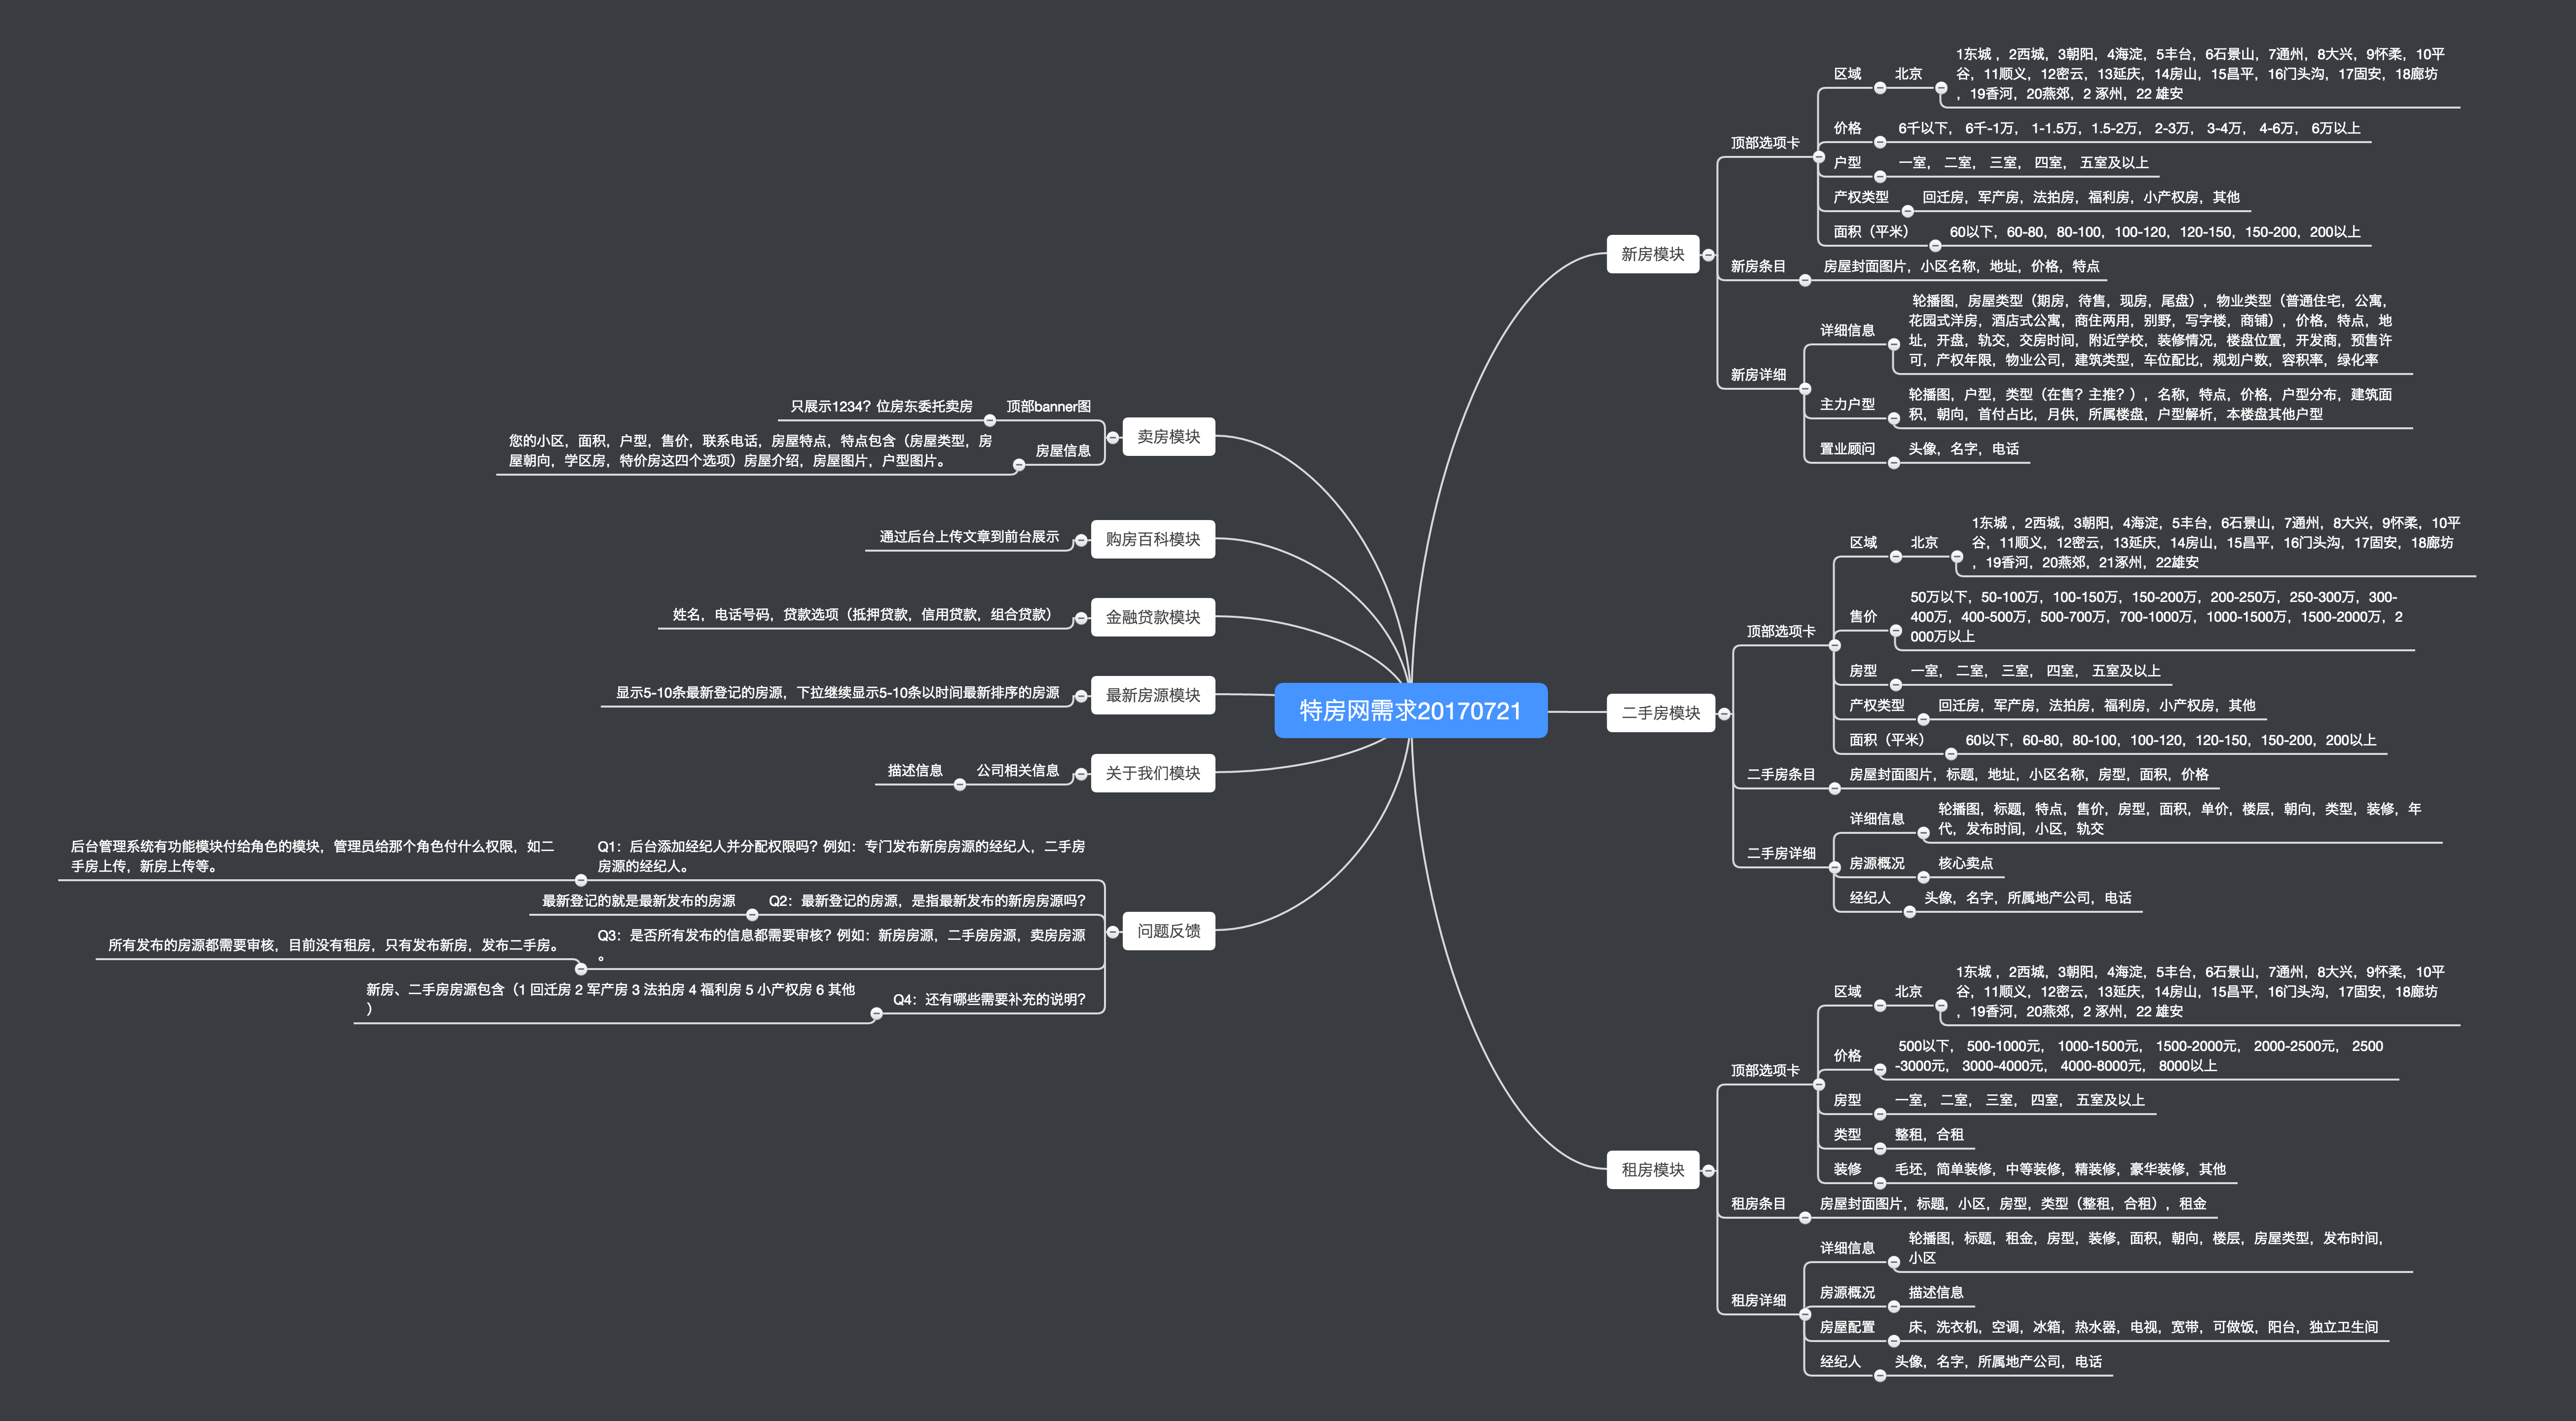 特房网需求20170721
新房模块
顶部选项卡
区域
北京
1东城 ，2西城，3朝阳，4海淀，5丰台，6石景山，7通州，8大兴，9怀柔，10平
谷，11顺义，12密云，13延庆，14房山，15昌平，16门头沟，17固安，18廊坊
，19香河，20燕郊，2 涿州，22 雄安
价格
6千以下， 6千-1万， 1-1.5万，1.5-2万， 2-3万， 3-4万， 4-6万， 6万以上
户型
一室， 二室， 三室， 四室， 五室及以上
产权类型
回迁房，军产房，法拍房，福利房，小产权房，其他
面积（平米）
60以下，60-80，80-100，100-120，120-150，150-200，200以上
新房条目
房屋封面图片，小区名称，地址，价格，特点
新房详细
详细信息
轮播图，房屋类型（期房，待售，现房，尾盘），物业类型（普通住宅，公寓，
花园式洋房，酒店式公寓，商住两用，别墅，写字楼，商铺），价格，特点，地
址，开盘，轨交，交房时间，附近学校，装修情况，楼盘位置，开发商，预售许
可，产权年限，物业公司，建筑类型，车位配比，规划户数，容积率，绿化率
主力户型
轮播图，户型，类型（在售？主推？），名称，特点，价格，户型分布，建筑面
积，朝向，首付占比，月供，所属楼盘，户型解析，本楼盘其他户型
置业顾问
头像，名字，电话
二手房模块
顶部选项卡
区域
北京
1东城 ，2西城，3朝阳，4海淀，5丰台，6石景山，7通州，8大兴，9怀柔，10平
谷，11顺义，12密云，13延庆，14房山，15昌平，16门头沟，17固安，18廊坊
，19香河，20燕郊，21涿州，22雄安
售价
50万以下，50-100万，100-150万，150-200万，200-250万，250-300万，300-
400万，400-500万，500-700万，700-1000万，1000-1500万，1500-2000万，2
000万以上
房型
一室， 二室， 三室， 四室， 五室及以上
产权类型
回迁房，军产房，法拍房，福利房，小产权房，其他
面积（平米）
60以下，60-80，80-100，100-120，120-150，150-200，200以上
二手房条目
房屋封面图片，标题，地址，小区名称，房型，面积，价格
二手房详细
详细信息
轮播图，标题，特点，售价，房型，面积，单价，楼层，朝向，类型，装修，年
代，发布时间，小区，轨交
房源概况
核心卖点
经纪人
头像，名字，所属地产公司，电话
租房模块
顶部选项卡
区域
北京
1东城 ，2西城，3朝阳，4海淀，5丰台，6石景山，7通州，8大兴，9怀柔，10平
谷，11顺义，12密云，13延庆，14房山，15昌平，16门头沟，17固安，18廊坊
，19香河，20燕郊，2 涿州，22 雄安
价格
500以下， 500-1000元， 1000-1500元， 1500-2000元， 2000-2500元， 2500
-3000元， 3000-4000元， 4000-8000元， 8000以上
房型
一室， 二室， 三室， 四室， 五室及以上
类型
整租，合租
装修
毛坯，简单装修，中等装修，精装修，豪华装修，其他
租房条目
房屋封面图片，标题，小区，房型，类型（整租，合租），租金
租房详细
详细信息
轮播图，标题，租金，房型，装修，面积，朝向，楼层，房屋类型，发布时间，
小区
房源概况
描述信息
房屋配置
床，洗衣机，空调，冰箱，热水器，电视，宽带，可做饭，阳台，独立卫生间
经纪人
头像，名字，所属地产公司，电话
卖房模块
顶部banner图
只展示1234？位房东委托卖房
房屋信息
您的小区，面积，户型，售价，联系电话，房屋特点，特点包含（房屋类型，房
屋朝向，学区房，特价房这四个选项）房屋介绍，房屋图片，户型图片。
购房百科模块
通过后台上传文章到前台展示
金融贷款模块
姓名，电话号码，贷款选项（抵押贷款，信用贷款，组合贷款）
最新房源模块
显示5-10条最新登记的房源，下拉继续显示5-10条以时间最新排序的房源
关于我们模块
公司相关信息
描述信息
问题反馈
Q1：后台添加经纪人并分配权限吗？例如：专门发布新房房源的经纪人，二手房
房源的经纪人。
后台管理系统有功能模块付给角色的模块，管理员给那个角色付什么权限，如二
手房上传，新房上传等。
Q2：最新登记的房源，是指最新发布的新房房源吗？
最新登记的就是最新发布的房源
Q3：是否所有发布的信息都需要审核？例如：新房房源，二手房房源，卖房房源
。
所有发布的房源都需要审核，目前没有租房，只有发布新房，发布二手房。
Q4：还有哪些需要补充的说明？
新房、二手房房源包含（1 回迁房 2 军产房 3 法拍房 4 福利房 5 小产权房 6 其他
）